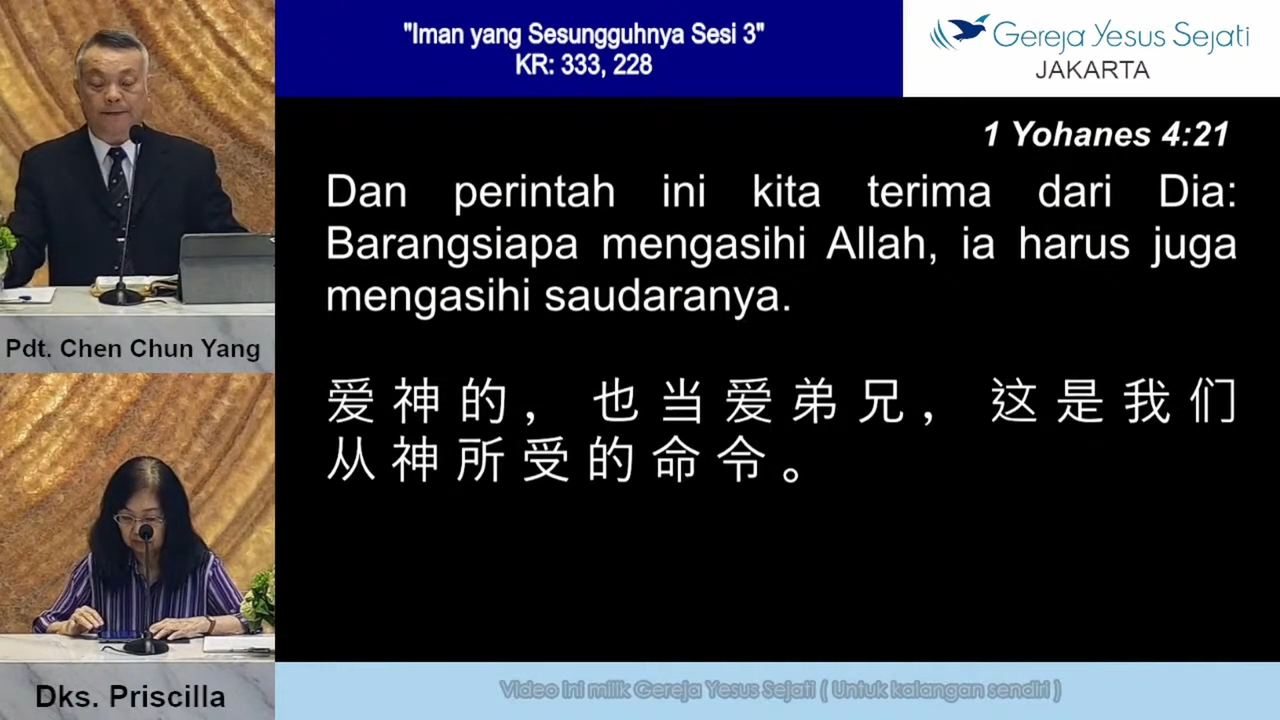 "Iman yang Sesungguhnya Sesi 3"
KR: 333, 228
Gereja Yesus Sejati
JAKARTA
1 Yohanes 4:21
Dan perintah ini kita terima dari Dia:
Barangsiapa mengasihi Allah, ia harus juga
mengasihi saudaranya.
爱神的，也当爱弟兄，这是我们
从神所受的命令。
Pdt. Chen Chun Yang
Dks. Priscilla
Video ini milik Gereja Yesus Sejati ( Untuk kalangan sendiri )